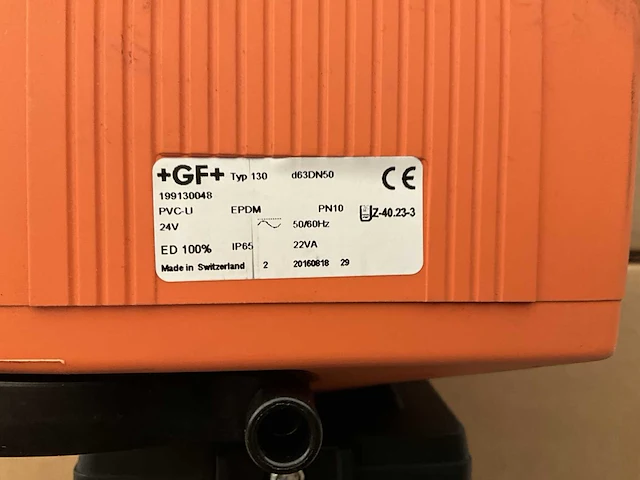 +GF+ Typ 130 d63DN50 CE
199130048
PVC-U EPDM PN10 Z-40.23-3
24V 50/60Hz
ED 100% IP65 22VA
Made in Switzerland 2 20160818 29